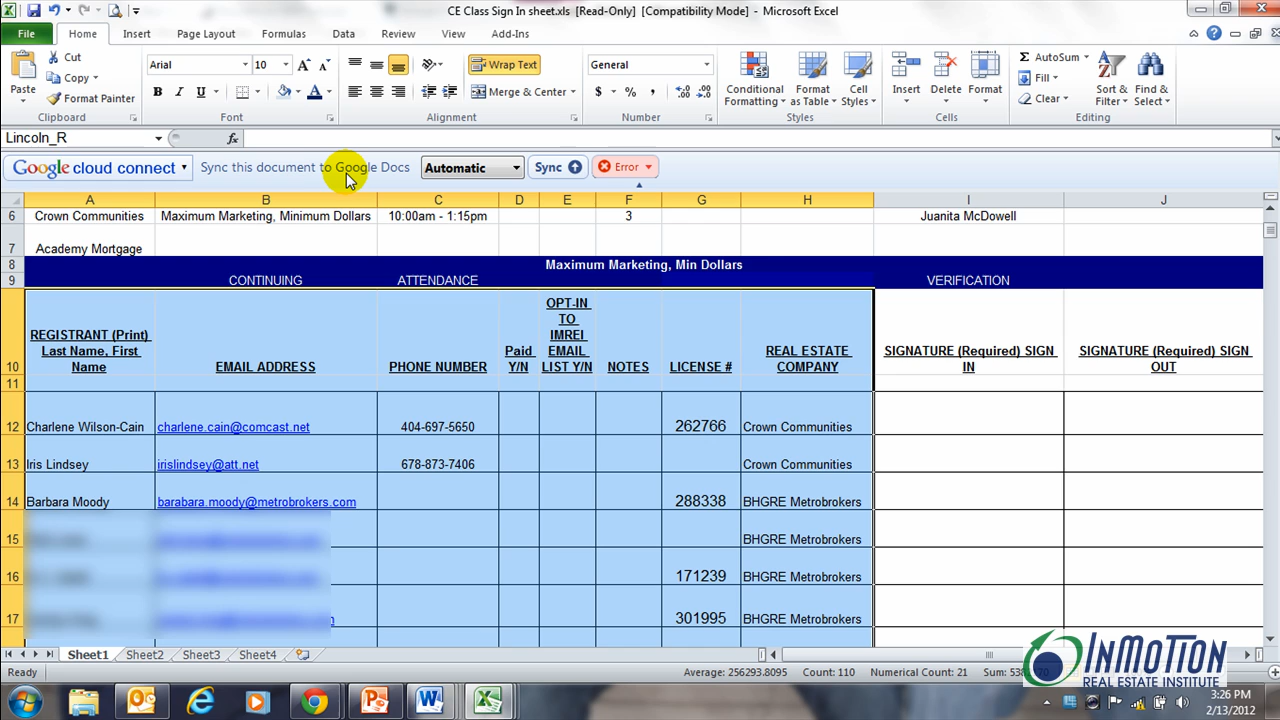 CE Class Sign In sheet.xls [Read-Only] [Compatibility Mode] - Microsoft Excel
File Home Insert Page Layout Formulas Data Review View Add-Ins
Paste Cut Copy Format Painter Clipboard
Arial 10 A A B I U A Font
Wrap Text Merge & Center Alignment
General $ % , Number
Conditional Formatting Format as Table Cell Styles Styles
Insert Delete Format Cells
Σ AutoSum Fill Clear Sort & Filter Find & Select Editing
Lincoln_R fx
Google cloud connect Sync this document to Google Docs Automatic Sync Error
A B C D E F G H I J
6 Crown Communities Maximum Marketing, Minimum Dollars 10:00am - 1:15pm 3 Juanita McDowell
7 Academy Mortgage
8 Maximum Marketing, Min Dollars
9 CONTINUING ATTENDANCE VERIFICATION
10 REGISTRANT (Print) Last Name, First Name EMAIL ADDRESS PHONE NUMBER Paid Y/N OPT-IN TO IMREI EMAIL LIST Y/N NOTES LICENSE # REAL ESTATE COMPANY SIGNATURE (Required) SIGN IN SIGNATURE (Required) SIGN OUT
11
12 Charlene Wilson-Cain charlene.cain@comcast.net 404-697-5650 262766 Crown Communities
13 Iris Lindsey irislindsey@att.net 678-873-7406 Crown Communities
14 Barbara Moody barabara.moody@metrobrokers.com 288338 BHGRE Metrobrokers
15 BHGRE Metrobrokers
16 171239 BHGRE Metrobrokers
17 301995 BHGRE Metrobrokers
Sheet1 Sheet2 Sheet3 Sheet4
Ready Average: 256293.8095 Count: 110 Numerical Count: 21 Sum:
INMOTION
REAL ESTATE INSTITUTE
3:26 PM
2/13/2012